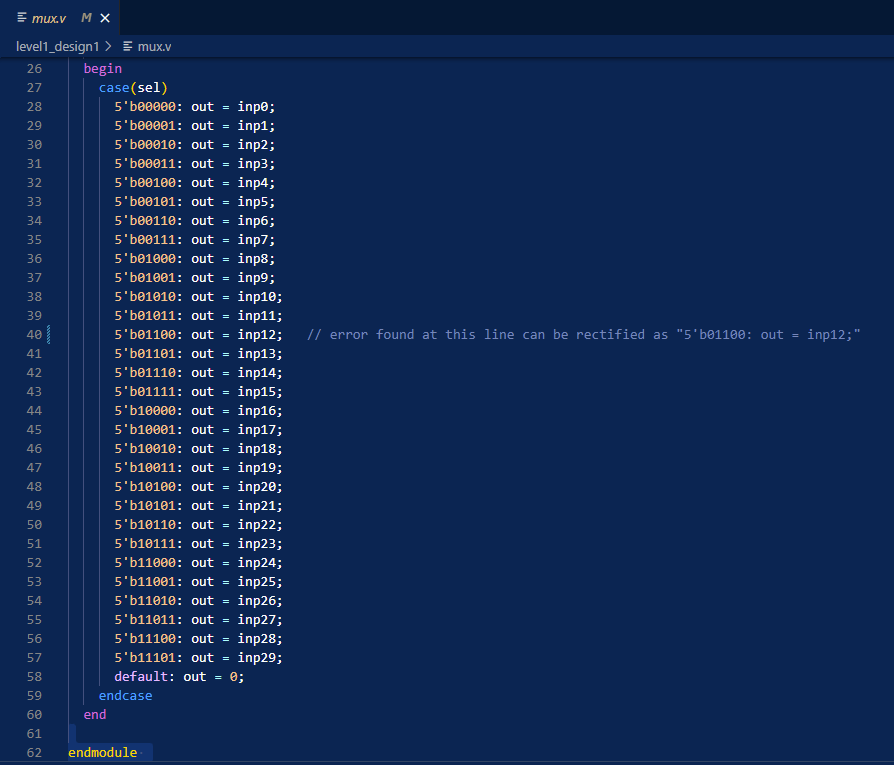 mux.v M
level1_design1 > mux.v
26 begin
27 case(sel)
28 5'b00000: out = inp0;
29 5'b00001: out = inp1;
30 5'b00010: out = inp2;
31 5'b00011: out = inp3;
32 5'b00100: out = inp4;
33 5'b00101: out = inp5;
34 5'b00110: out = inp6;
35 5'b00111: out = inp7;
36 5'b01000: out = inp8;
37 5'b01001: out = inp9;
38 5'b01010: out = inp10;
39 5'b01011: out = inp11;
40 5'b01100: out = inp12; // error found at this line can be rectified as "5'b01100: out = inp12;"
41 5'b01101: out = inp13;
42 5'b01110: out = inp14;
43 5'b01111: out = inp15;
44 5'b10000: out = inp16;
45 5'b10001: out = inp17;
46 5'b10010: out = inp18;
47 5'b10011: out = inp19;
48 5'b10100: out = inp20;
49 5'b10101: out = inp21;
50 5'b10110: out = inp22;
51 5'b10111: out = inp23;
52 5'b11000: out = inp24;
53 5'b11001: out = inp25;
54 5'b11010: out = inp26;
55 5'b11011: out = inp27;
56 5'b11100: out = inp28;
57 5'b11101: out = inp29;
58 default: out = 0;
59 endcase
60 end
61
62 endmodule